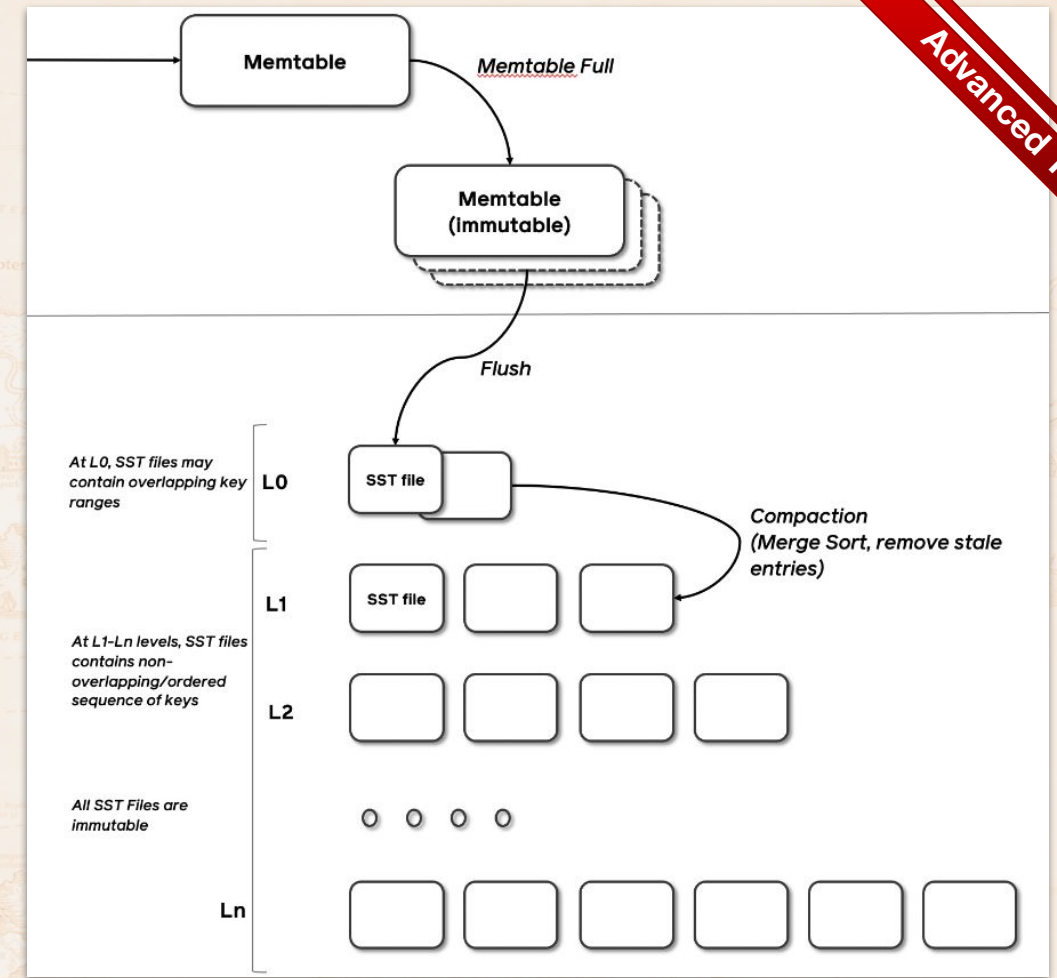 Advanced
Memtable
Memtable Full
Memtable
(immutable)
Flush
At L0, SST files may
contain overlapping key
ranges
L0
SST file
Compaction
(Merge Sort, remove stale
entries)
L1
SST file
At L1-Ln levels, SST files
contains non-
overlapping/ordered
sequence of keys
L2
All SST Files are
immutable
Ln